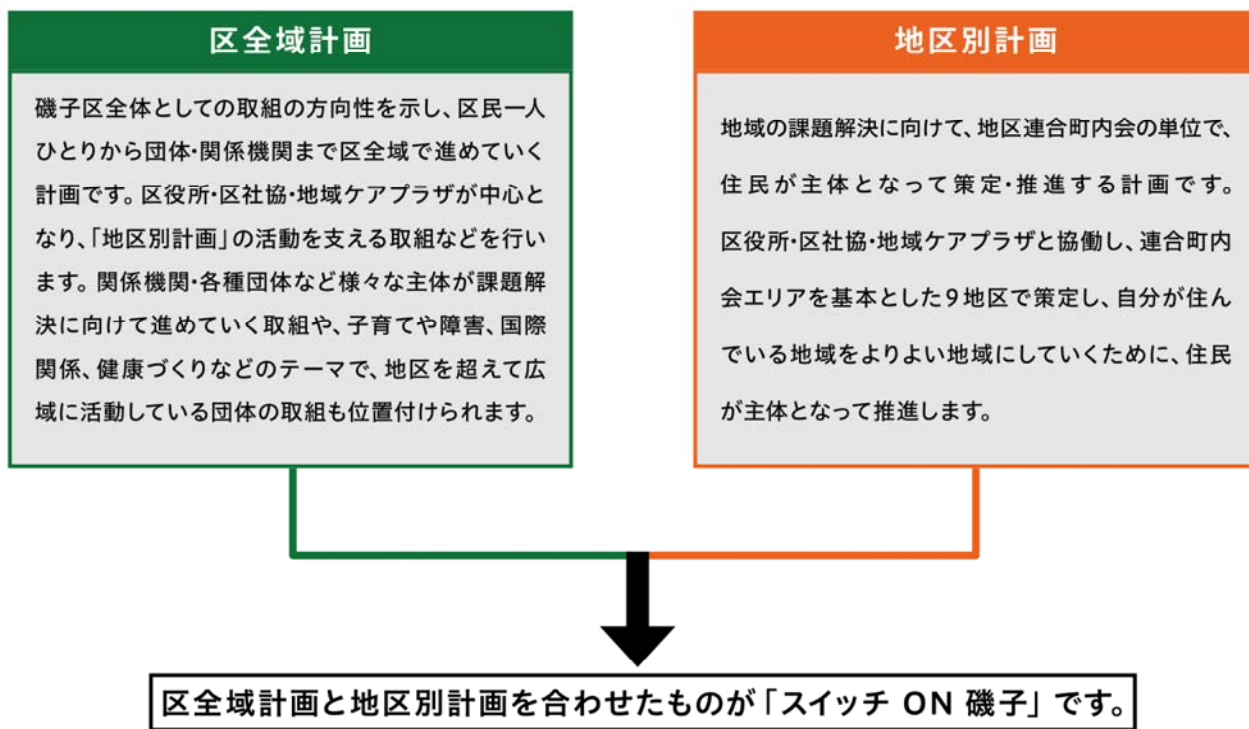 区全域計画
磯子区全体としての取組の方向性を示し、区民一人
ひとりから団体・関係機関まで区全域で進めていく
計画です。区役所・区社協・地域ケアプラザが中心と
なり、「地区別計画」の活動を支える取組などを行い
ます。関係機関・各種団体など様々な主体が課題解
決に向けて進めていく取組や、子育てや障害、国際
関係、健康づくりなどのテーマで、地区を超えて広
域に活動している団体の取組も位置付けられます。
地区別計画
地域の課題解決に向けて、地区連合町内会の単位で、
住民が主体となって策定・推進する計画です。
区役所・区社協・地域ケアプラザと協働し、連合町内
会エリアを基本とした9地区で策定し、自分が住ん
でいる地域をよりよい地域にしていくために、住民
が主体となって推進します。
区全域計画と地区別計画を合わせたものが「スイッチ ON 磯子」です。